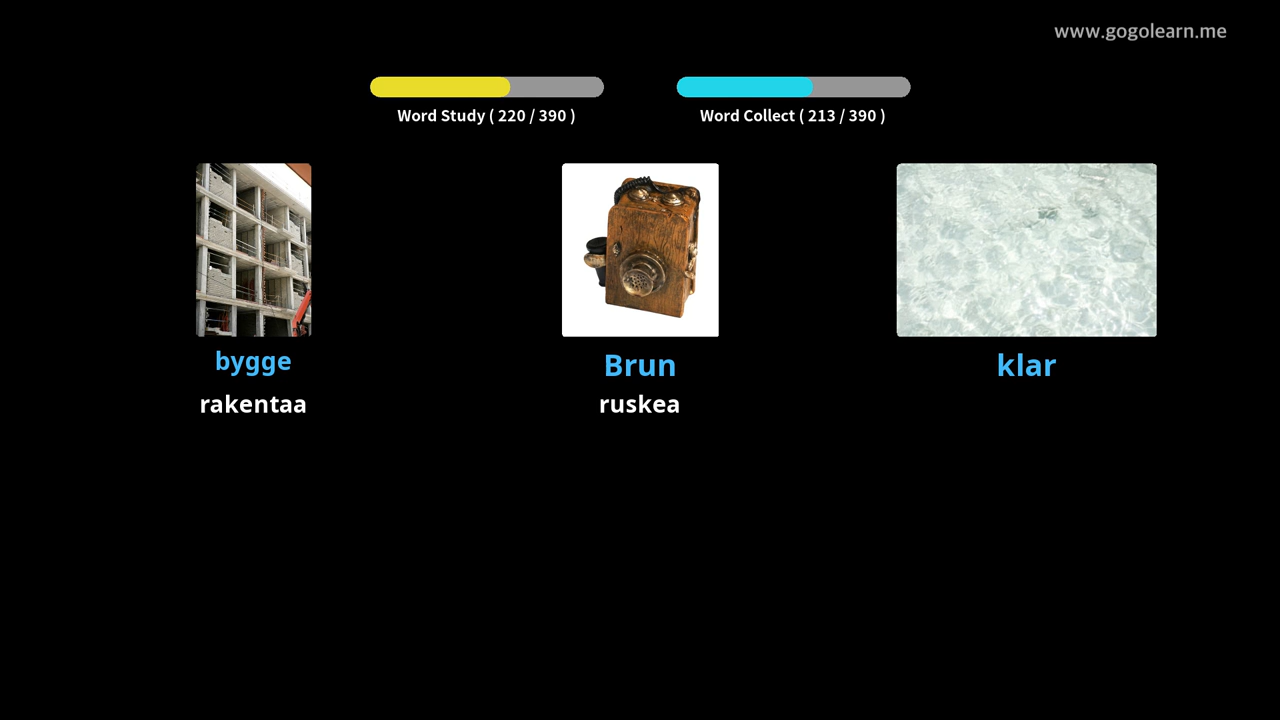 www.gogolearn.me
Word Study ( 220 / 390 )
Word Collect ( 213 / 390 )
bygge
rakentaa
Brun
ruskea
klar